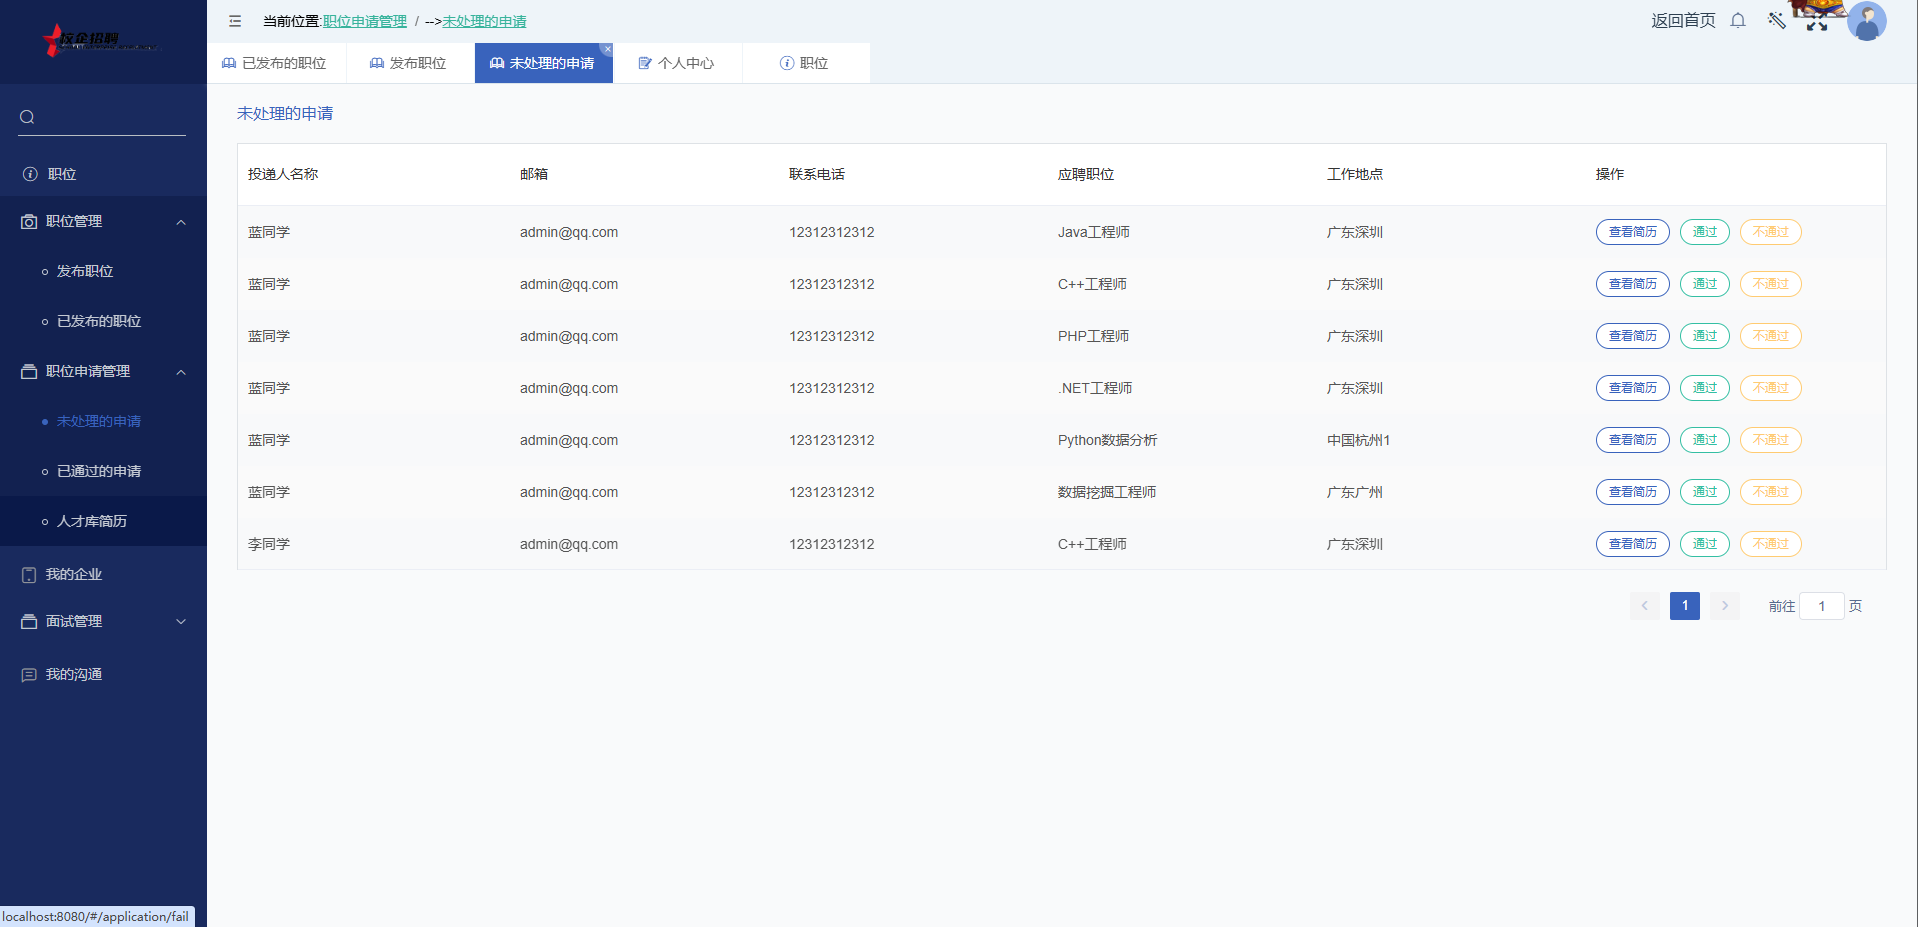 校企招聘
职位
职位管理
发布职位
已发布的职位
职位申请管理
未处理的申请
已通过的申请
人才库简历
我的企业
面试管理
我的沟通
localhost:8080/#/application/fail
当前位置:职位申请管理 / -->未处理的申请
返回首页
已发布的职位 发布职位 未处理的申请 × 个人中心 职位
未处理的申请
投递人名称 邮箱 联系电话 应聘职位 工作地点 操作
蓝同学 admin@qq.com 12312312312 Java工程师 广东深圳 查看简历 通过 不通过
蓝同学 admin@qq.com 12312312312 C++工程师 广东深圳 查看简历 通过 不通过
蓝同学 admin@qq.com 12312312312 PHP工程师 广东深圳 查看简历 通过 不通过
蓝同学 admin@qq.com 12312312312 .NET工程师 广东深圳 查看简历 通过 不通过
蓝同学 admin@qq.com 12312312312 Python数据分析 中国杭州1 查看简历 通过 不通过
蓝同学 admin@qq.com 12312312312 数据挖掘工程师 广东广州 查看简历 通过 不通过
李同学 admin@qq.com 12312312312 C++工程师 广东深圳 查看简历 通过 不通过
1 前往 1 页